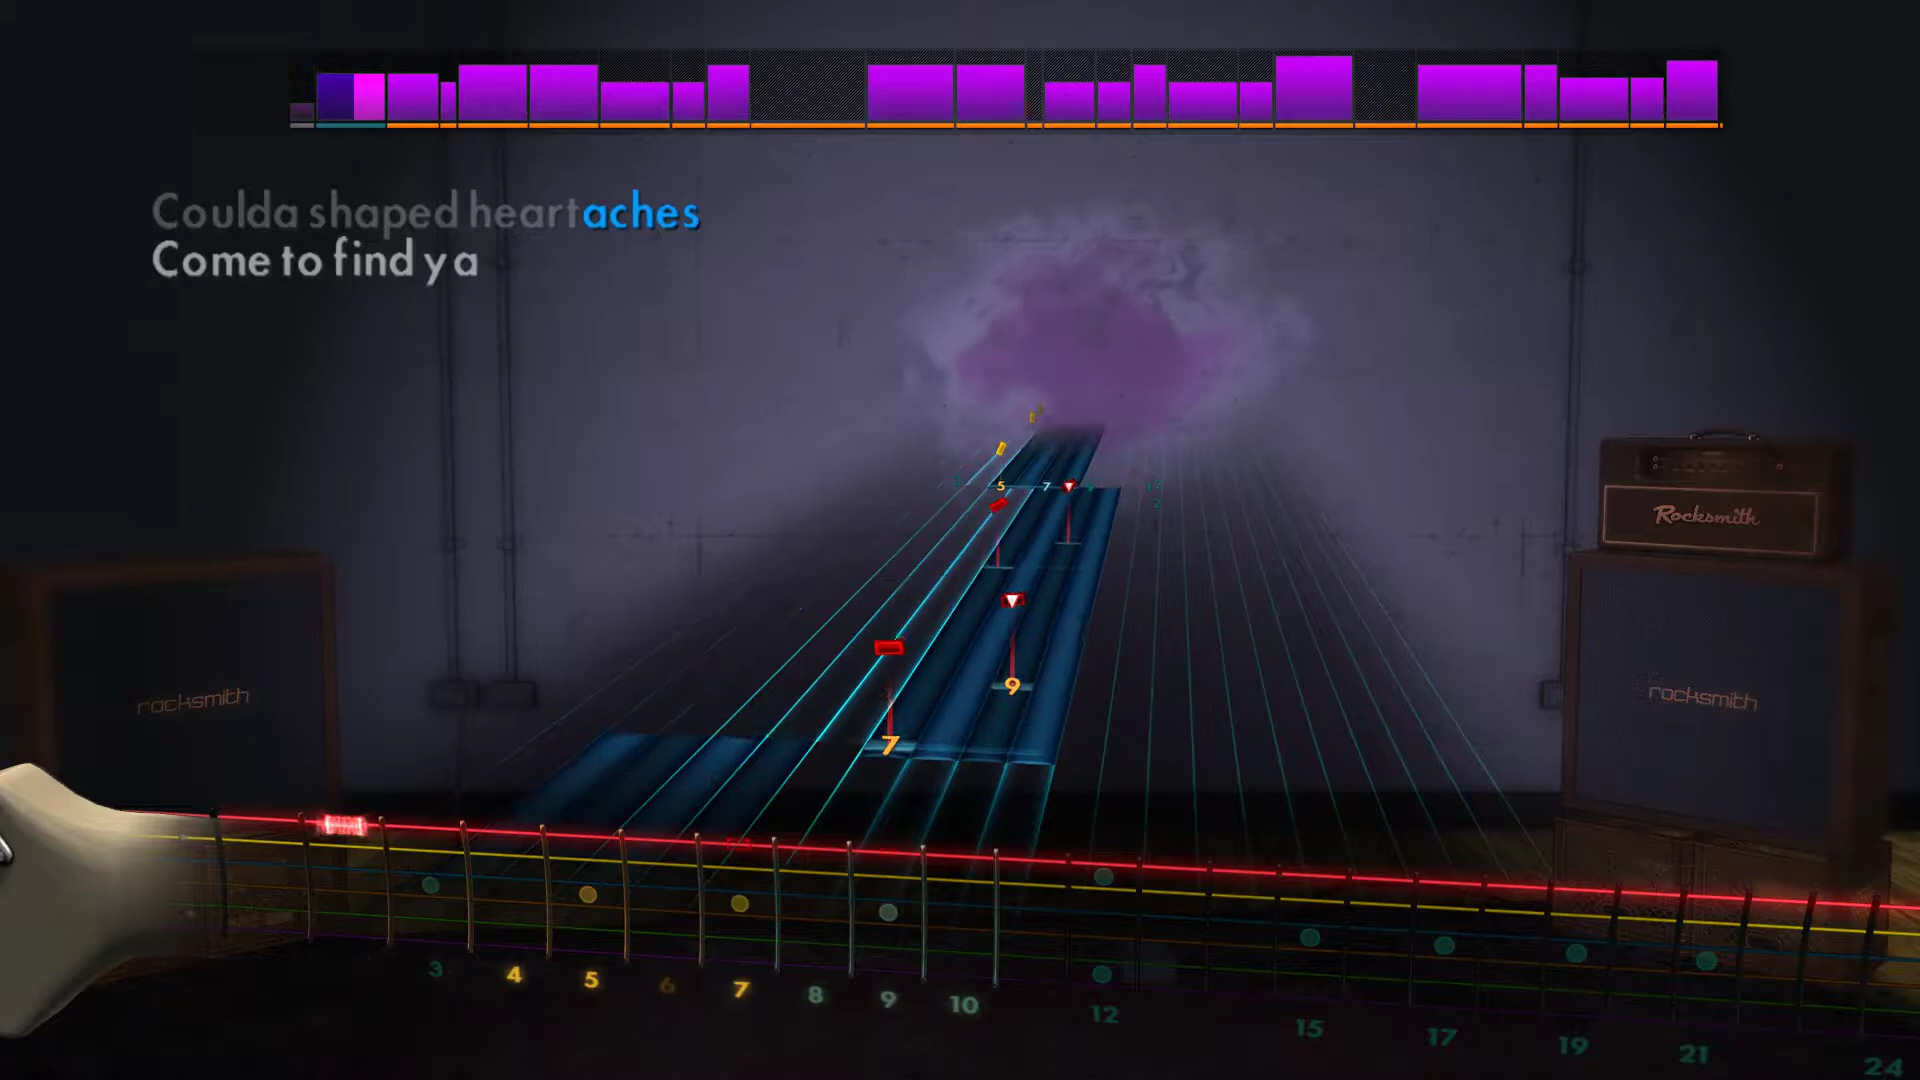 Coulda shaped heartaches
Come to find ya
5 7
Rocksmith
9
rocksmith
rocksmith
7
3 4 5 6 7 8 9 10 12 15 17 19 21 24